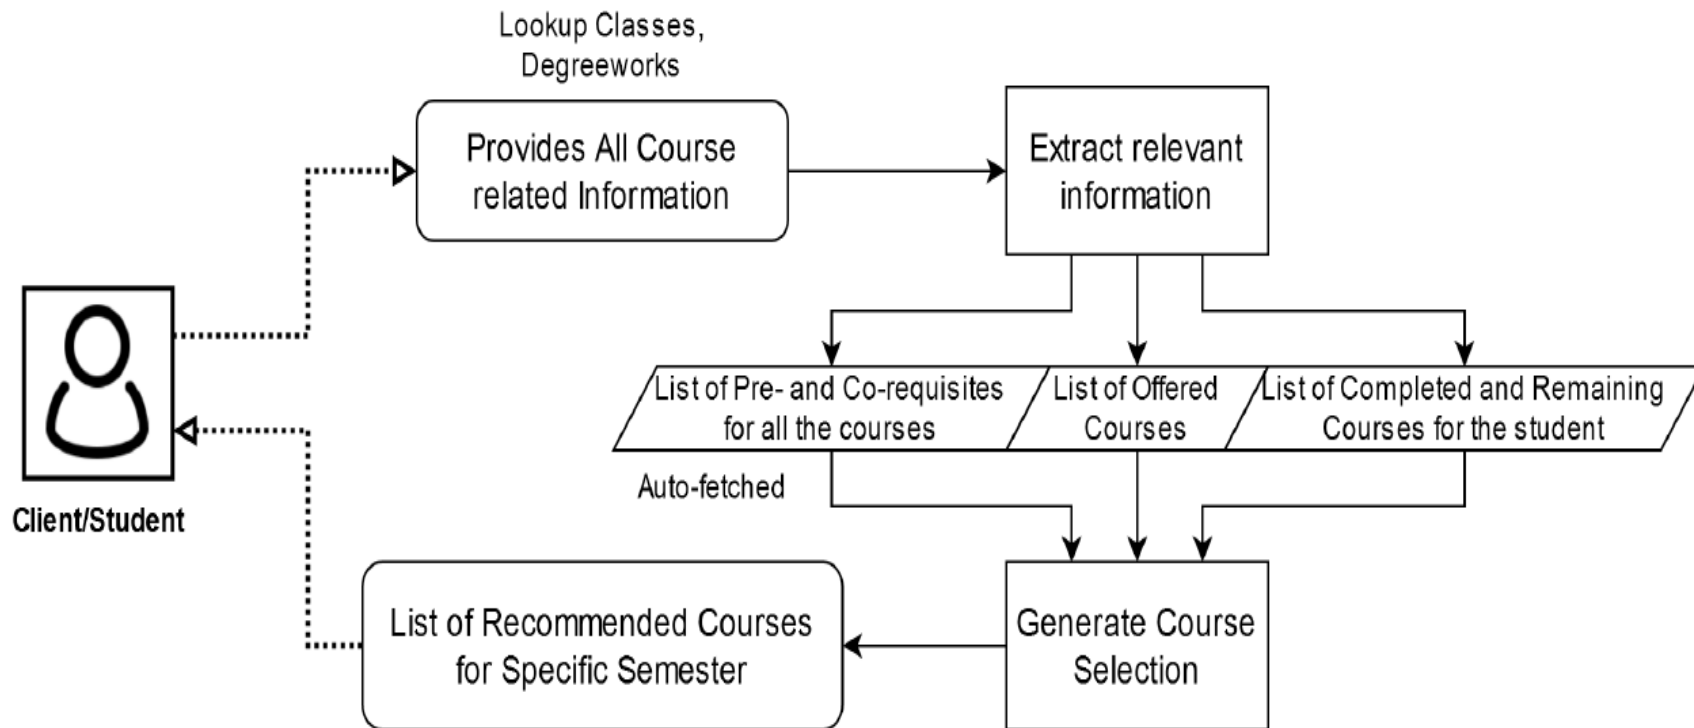 Lookup Classes,
Degreeworks
Provides All Course
related Information
Extract relevant
information
List of Pre- and Co-requisites
for all the courses
List of Offered
Courses
List of Completed and Remaining
Courses for the student
Auto-fetched
Client/Student
List of Recommended Courses
for Specific Semester
Generate Course
Selection